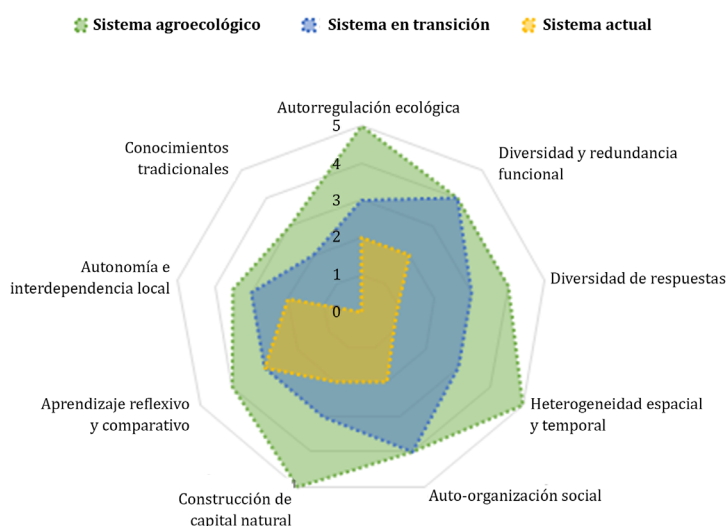 Sistema agroecológico Sistema en transición Sistema actual
Autorregulación ecológica
5
4
3
2
1
0
Diversidad y redundancia
funcional
Diversidad de respuestas
Heterogeneidad espacial
y temporal
Auto-organización social
Construcción de
capital natural
Aprendizaje reflexivo
y comparativo
Autonomía e
interdependencia local
Conocimientos
tradicionales